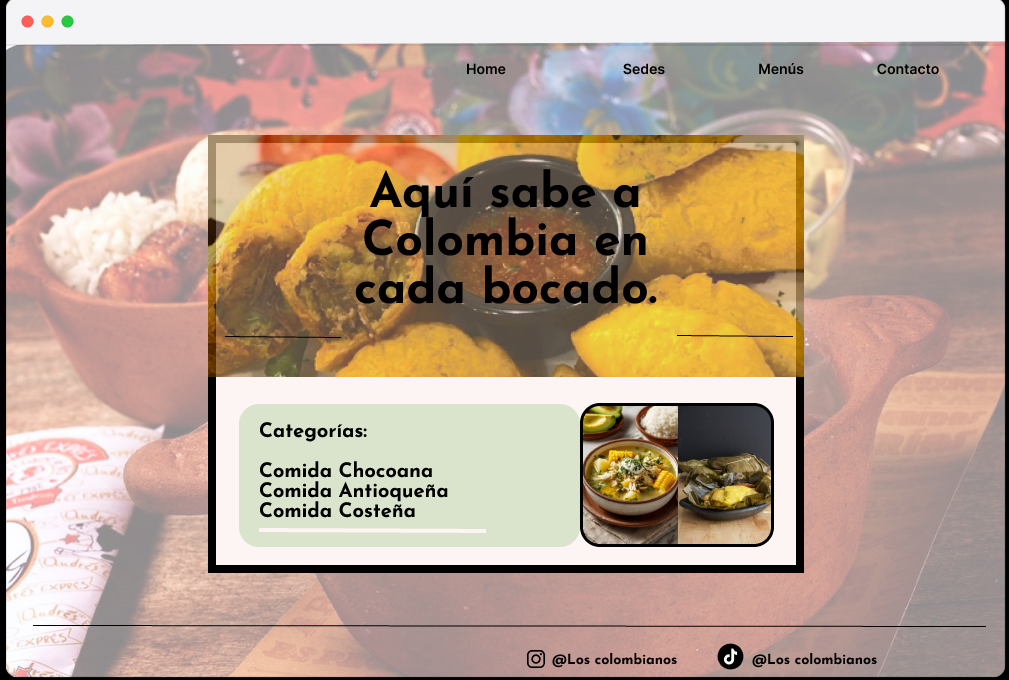 Home Sedes Menús Contacto
Aquí sabe a
Colombia en
cada bocado.
Categorías:
Comida Chocoana
Comida Antioqueña
Comida Costeña
@Los colombianos @Los colombianos